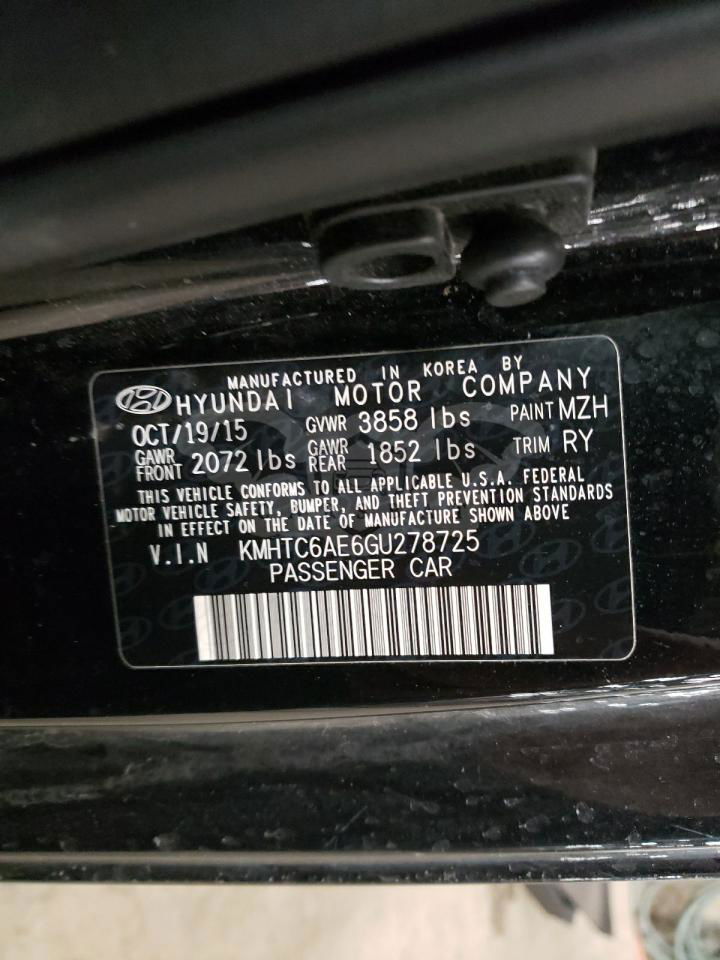 MANUFACTURED IN KOREA BY
HYUNDAI MOTOR COMPANY
OCT/19/15 GVWR 3858 lbs PAINT MZH
GAWR FRONT 2072 lbs GAWR REAR 1852 lbs TRIM RY
THIS VEHICLE CONFORMS TO ALL APPLICABLE U.S.A. FEDERAL
MOTOR VEHICLE SAFETY, BUMPER, AND THEFT PREVENTION STANDARDS
IN EFFECT ON THE DATE OF MANUFACTURE SHOWN ABOVE
V.I.N KMHTC6AE6GU278725
PASSENGER CAR